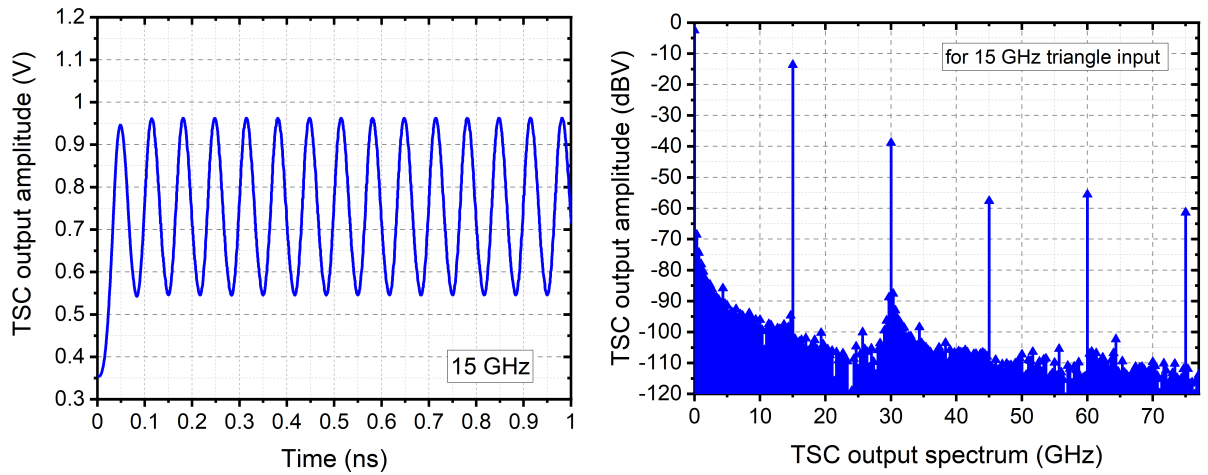 TSC output amplitude (V)
1.2
1.1
1
0.9
0.8
0.7
0.6
0.5
0.4
0.3
0 0.1 0.2 0.3 0.4 0.5 0.6 0.7 0.8 0.9 1
Time (ns)
15 GHz
TSC output amplitude (dBV)
0
-10
-20
-30
-40
-50
-60
-70
-80
-90
-100
-110
-120
0 10 20 30 40 50 60 70
TSC output spectrum (GHz)
for 15 GHz triangle input